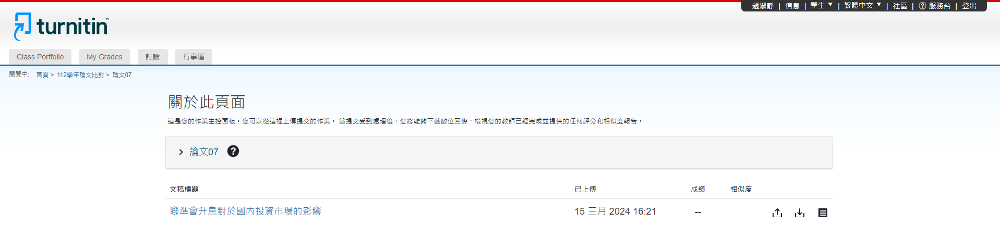 趙淑靜 | 信息 | 學生 ▼ | 繁體中文 ▼ | 社區 | ? 服務台 | 登出
turnitin™
Class Portfolio My Grades 討論 行事曆
閱覽中: 首頁 > 112學年論文比對 > 論文07
關於此頁面
這是您的作業主控面板。您可以從這裡上傳提交的作業。 當提交受到處理後，您將能夠下載數位回條、檢視您的教師已經完成並提供的任何評分和相似度報告。
> 論文07 ?
文稿標題 已上傳 成績 相似度
聯準會升息對於國內投資市場的影響 15 三月 2024 16:21 --